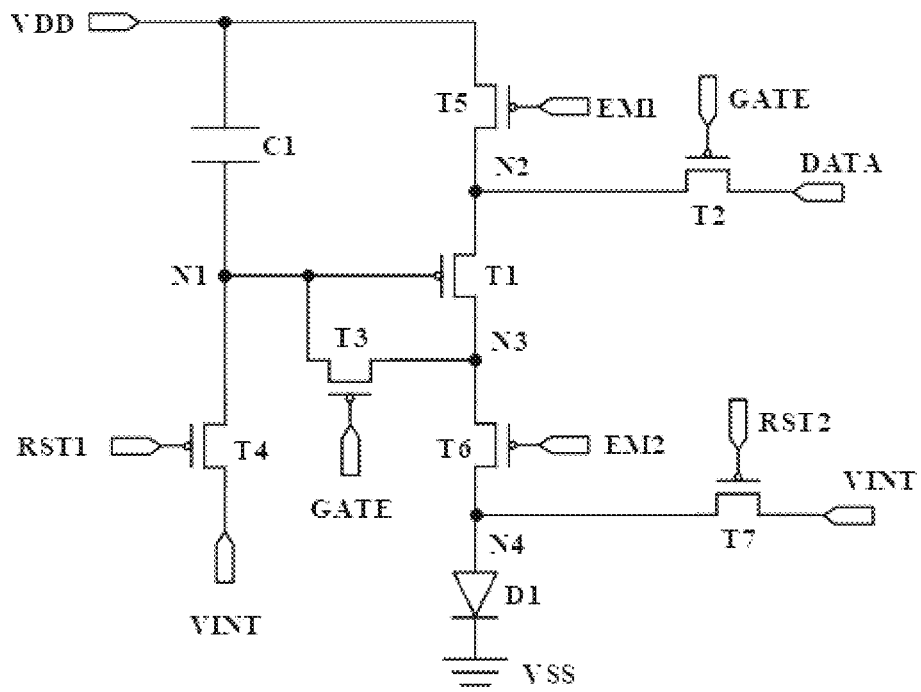 VDD
C1
T5
EM1
GATE
N2
DATA
T2
N1
T1
T3
N3
RST1
T4
T6
EM2
RST2
GATE
VINT
T7
N4
VINT
D1
VSS